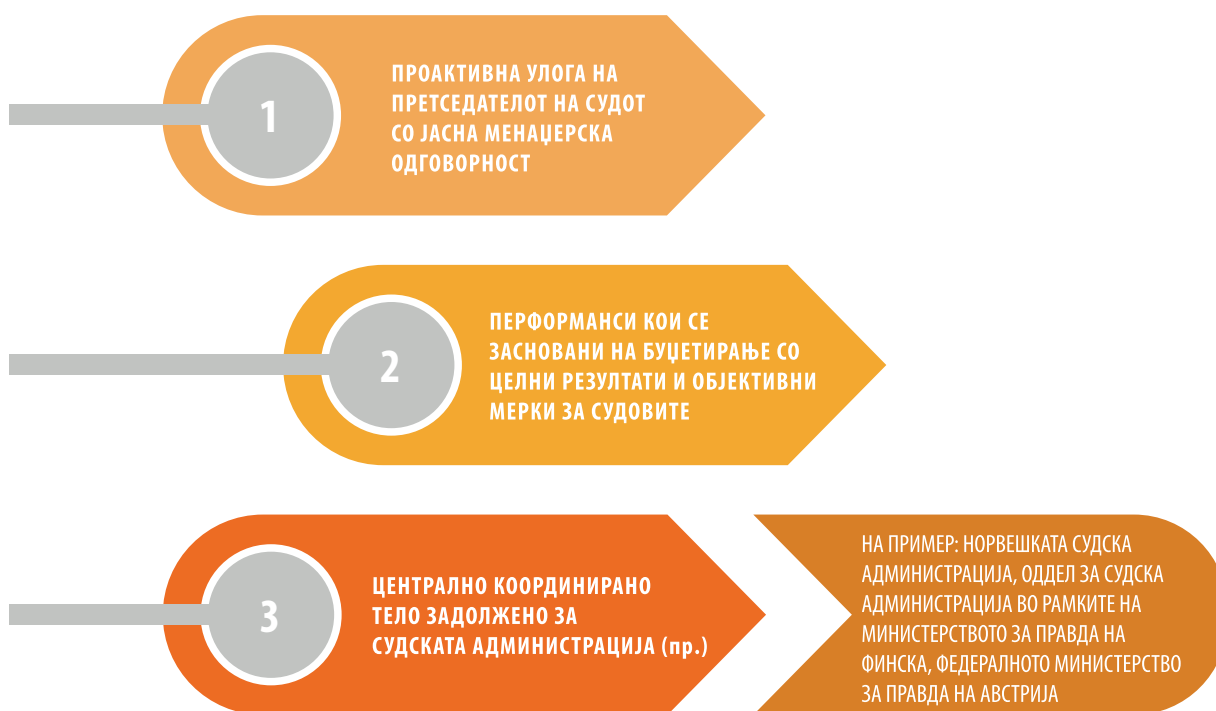 1
ПРОАКТИВНА УЛОГА НА
ПРЕТСЕДАТЕЛОТ НА СУДОТ
СО ЈАСНА МЕНАЏЕРСКА
ОДГОВОРНОСТ
2
ПЕРФОРМАНСИ КОИ СЕ
ЗАСНОВАНИ НА БУЏЕТИРАЊЕ СО
ЦЕЛНИ РЕЗУЛТАТИ И ОБЈЕКТИВНИ
МЕРКИ ЗА СУДОВИТЕ
3
ЦЕНТРАЛНО КООРДИНИРАНО
ТЕЛО ЗАДОЛЖЕНО ЗА
СУДСКАТА АДМИНИСТРАЦИЈА (пр.)
НА ПРИМЕР: НОРВЕШКАТА СУДСКА
АДМИНИСТРАЦИЈА, ОДДЕЛ ЗА СУДСКА
АДМИНИСТРАЦИЈА ВО РАМКИТЕ НА
МИНИСТЕРСТВОТО ЗА ПРАВДА НА
ФИНСКА, ФЕДЕРАЛНОТО МИНИСТЕРСТВО
ЗА ПРАВДА НА АВСТРИЈА